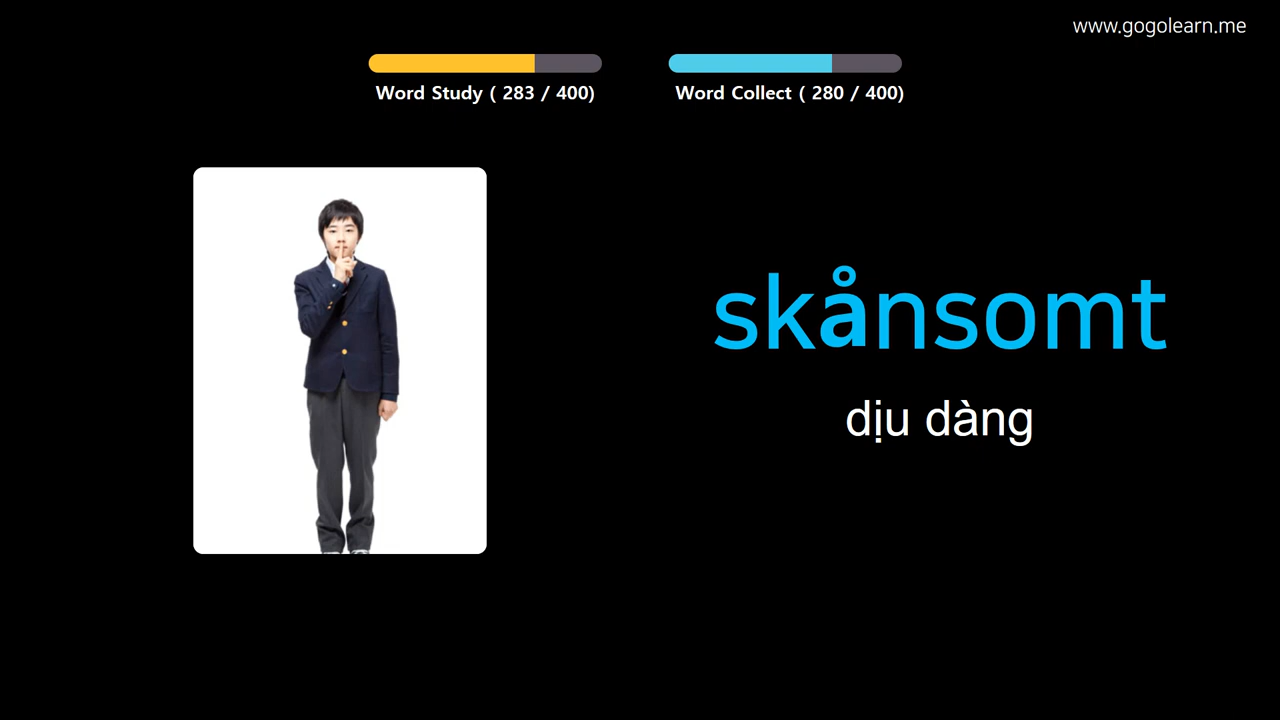 www.gogolearn.me
Word Study ( 283 / 400)
Word Collect ( 280 / 400)
skånsomt
dịu dàng